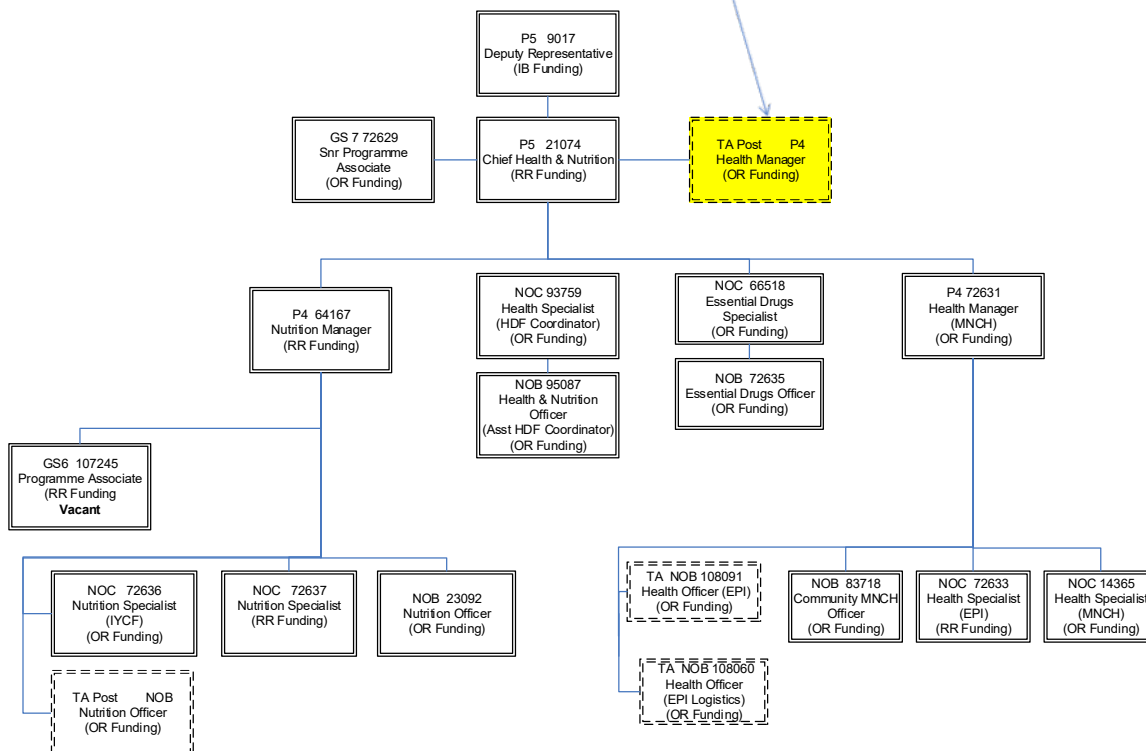 P5 9017
Deputy Representative
(IB Funding)
GS 7 72629
Snr Programme
Associate
(OR Funding)
P5 21074
Chief Health & Nutrition
(RR Funding)
TA Post P4
Health Manager
(OR Funding)
P4 64167
Nutrition Manager
(RR Funding)
NOC 93759
Health Specialist
(HDF Coordinator)
(OR Funding)
NOC 66518
Essential Drugs
Specialist
(OR Funding)
P4 72631
Health Manager
(MNCH)
(OR Funding)
NOB 95087
Health & Nutrition
Officer
(Asst HDF Coordinator)
(OR Funding)
NOB 72635
Essential Drugs Officer
(OR Funding)
GS6 107245
Programme Associate
(RR Funding
Vacant
NOC 72636
Nutrition Specialist
(IYCF)
(OR Funding)
NOC 72637
Nutrition Specialist
(RR Funding)
NOB 23092
Nutrition Officer
(OR Funding)
TA NOB 108091
Health Officer (EPI)
(OR Funding)
NOB 83718
Community MNCH
Officer
(OR Funding)
NOC 72633
Health Specialist
(EPI)
(RR Funding)
NOC 14365
Health Specialist
(MNCH)
(OR Funding)
TA Post NOB
Nutrition Officer
(OR Funding)
TA NOB 108060
Health Officer
(EPI Logistics)
(OR Funding)